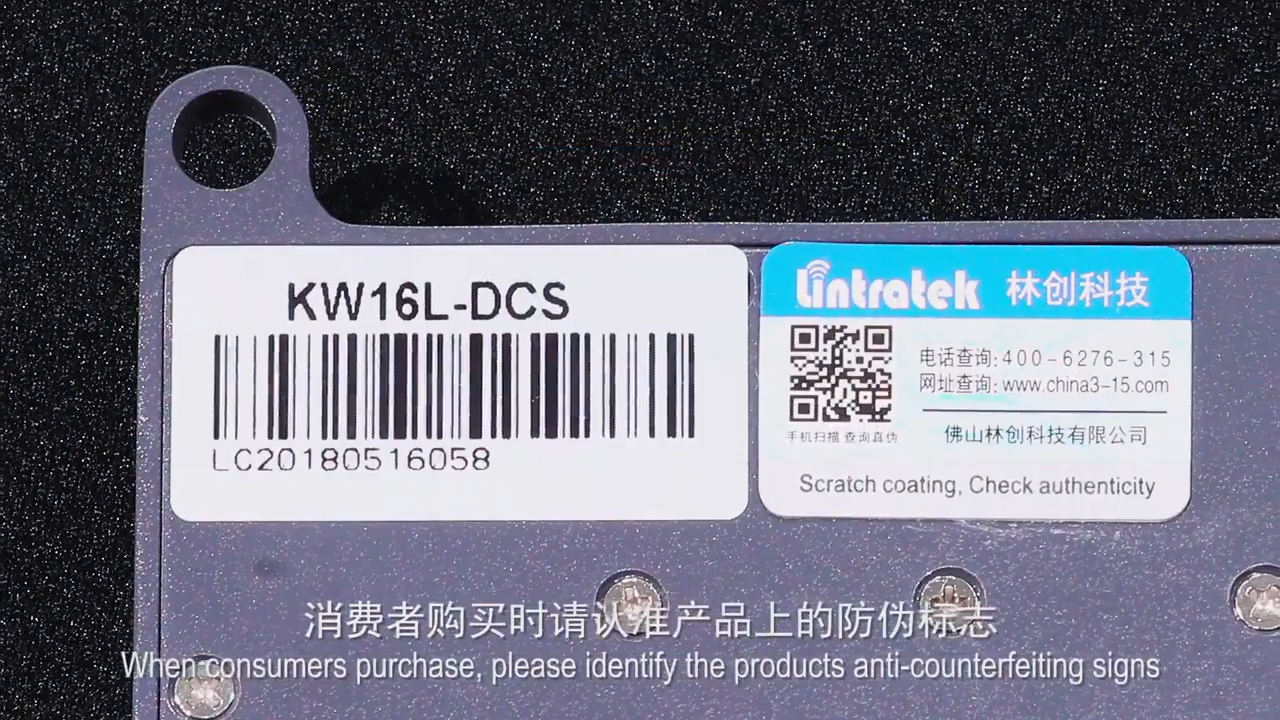 KW16L-DCS
LC20180516058
Lintratek 林创科技
电话查询:400-6276-315
网址查询:www.china3-15.com
手机扫描 查询真伪
佛山林创科技有限公司
Scratch coating, Check authenticity
消费者购买时请认准产品上的防伪标志
When consumers purchase, please identify the products anti-counterfeiting signs